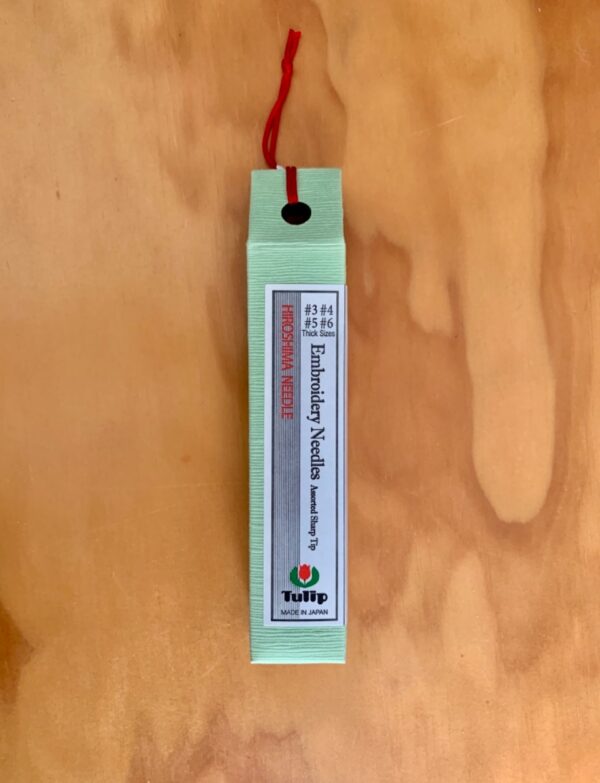 #3 #4
#5 #6
Thick Sizes
HIROSHIMA NEEDLE
Embroidery Needles Assorted Sharp Tip
Tulip
MADE IN JAPAN